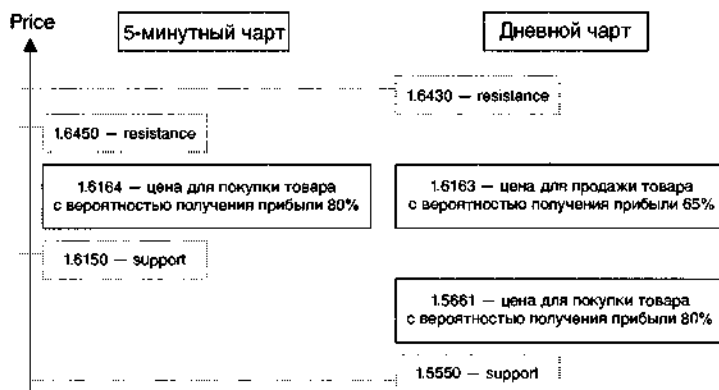 Price
5-минутный чарт
Дневной чарт
1.6430 — resistance
1.6450 — resistance
1.6164 — цена для покупки товара
с вероятностью получения прибыли 80%
1.6163 — цена для продажи товара
с вероятностью получения прибыли 65%
1.6150 — support
1.5661 — цена для покупки товара
с вероятностью получения прибыли 80%
1.5550 — support